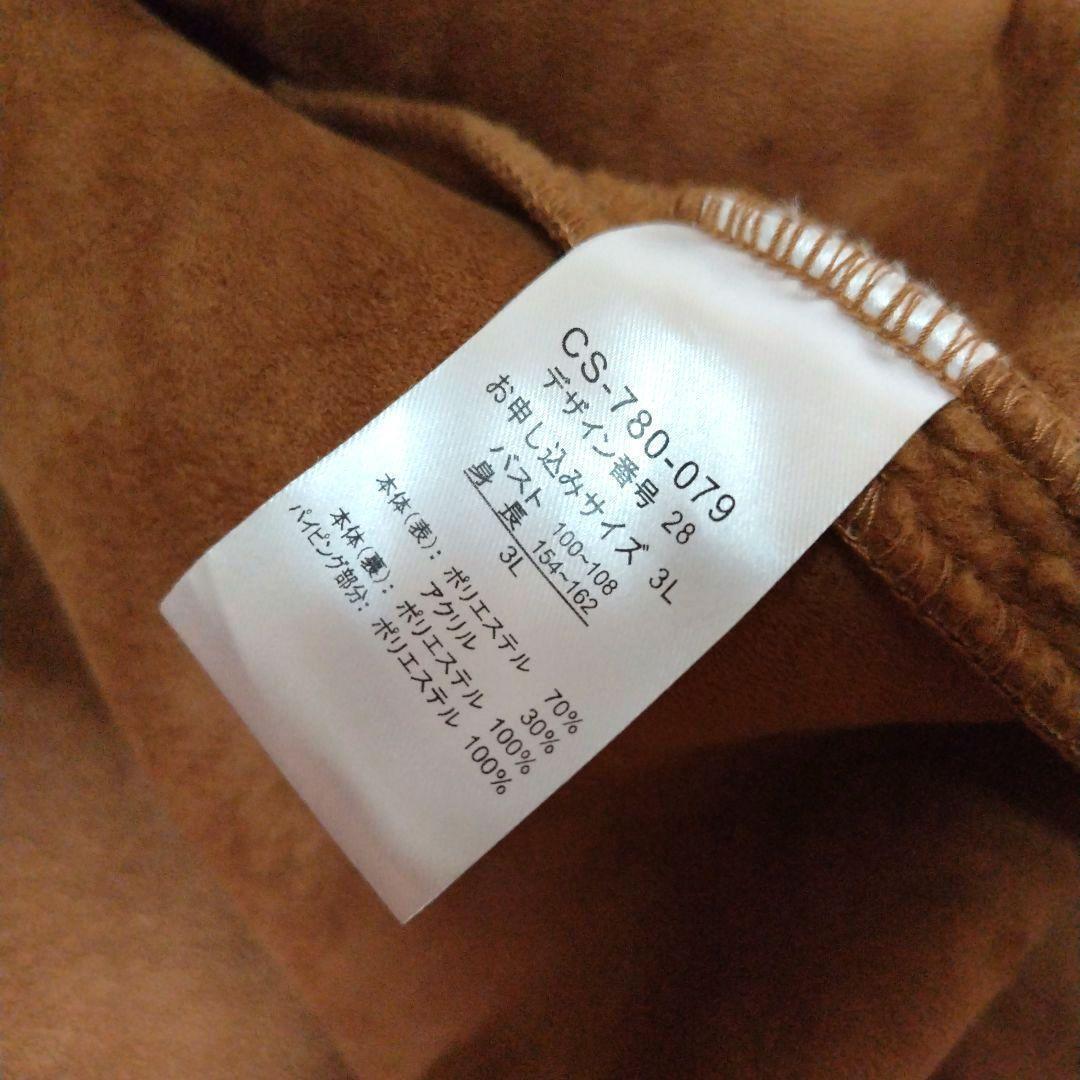 CS-780-079
デザイン番号 28
お申し込みサイズ 3L
バスト 100~108
身 長 154~162
3L
本体(表): ポリエステル 70%
アクリル 30%
本体(裏): ポリエステル 100%
パイピング部分: ポリエステル 100%